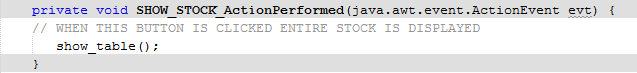 private void SHOW_STOCK_ActionPerformed(java.awt.event.ActionEvent evt) {
// WHEN THIS BUTTON IS CLICKED ENTIRE STOCK IS DISPLAYED
show_table();
}